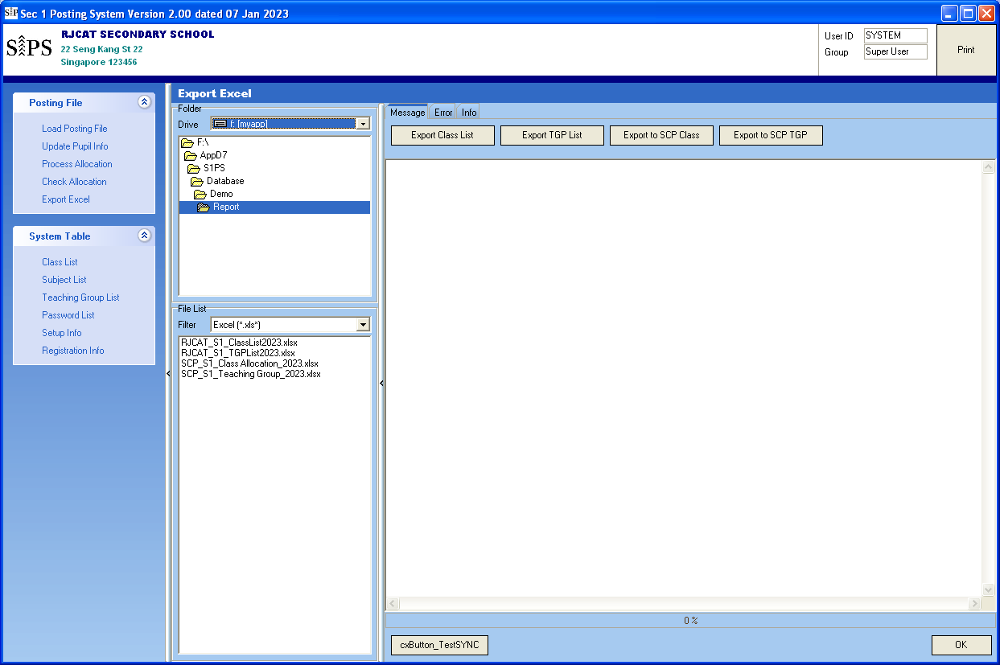 S1PS Sec 1 Posting System Version 2.00 dated 07 Jan 2023
S1PS
RJCAT SECONDARY SCHOOL
22 Seng Kang St 22
Singapore 123456
User ID SYSTEM
Group Super User
Print
Posting File
Load Posting File
Update Pupil Info
Process Allocation
Check Allocation
Export Excel
System Table
Class List
Subject List
Teaching Group List
Password List
Setup Info
Registration Info
Export Excel
Folder
Drive f: [myapp]
F:\
AppD7
S1PS
Database
Demo
Report
File List
Filter Excel (*.xls*)
RJCAT_S1_ClassList2023.xlsx
RJCAT_S1_TGPList2023.xlsx
SCP_S1_Class Allocation_2023.xlsx
SCP_S1_Teaching Group_2023.xlsx
Message Error Info
Export Class List Export TGP List Export to SCP Class Export to SCP TGP
0 %
cxButton_TestSYNC OK